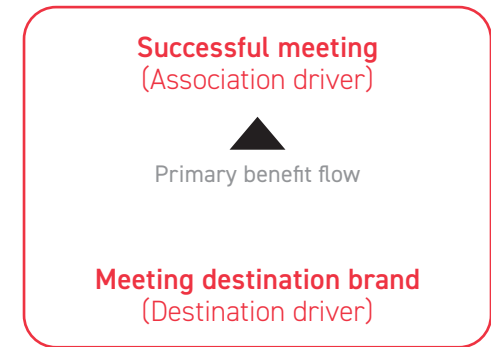 Successful meeting
(Association driver)
Primary benefit flow
Meeting destination brand
(Destination driver)